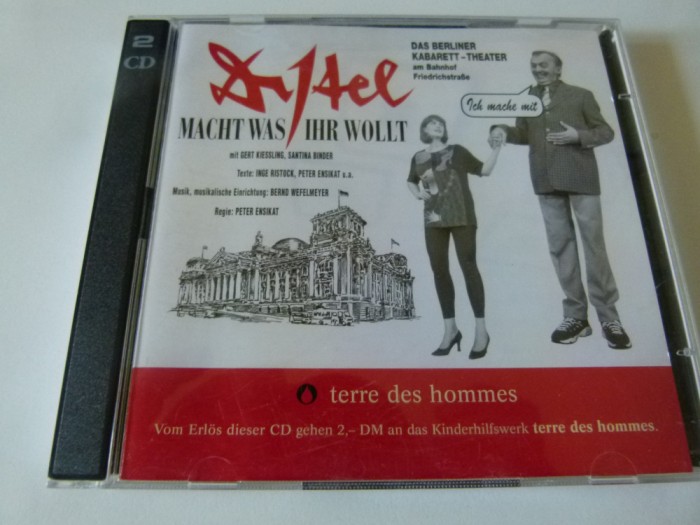 2
CD
DAS BERLINER
KABARETT-THEATER
am Bahnhof
Friedrichstraße
Distel
MACHT WAS IHR WOLLT
Ich mache mit
mit GERT KIESSLING, SANTINA BINDER
Texte: INGE RISTOCK, PETER ENSIKAT u.a.
Musik, musikalische Einrichtung: BERND WEFELMEYER
Regie: PETER ENSIKAT
terre des hommes
Vom Erlös dieser CD gehen 2,– DM an das Kinderhilfswerk terre des hommes.